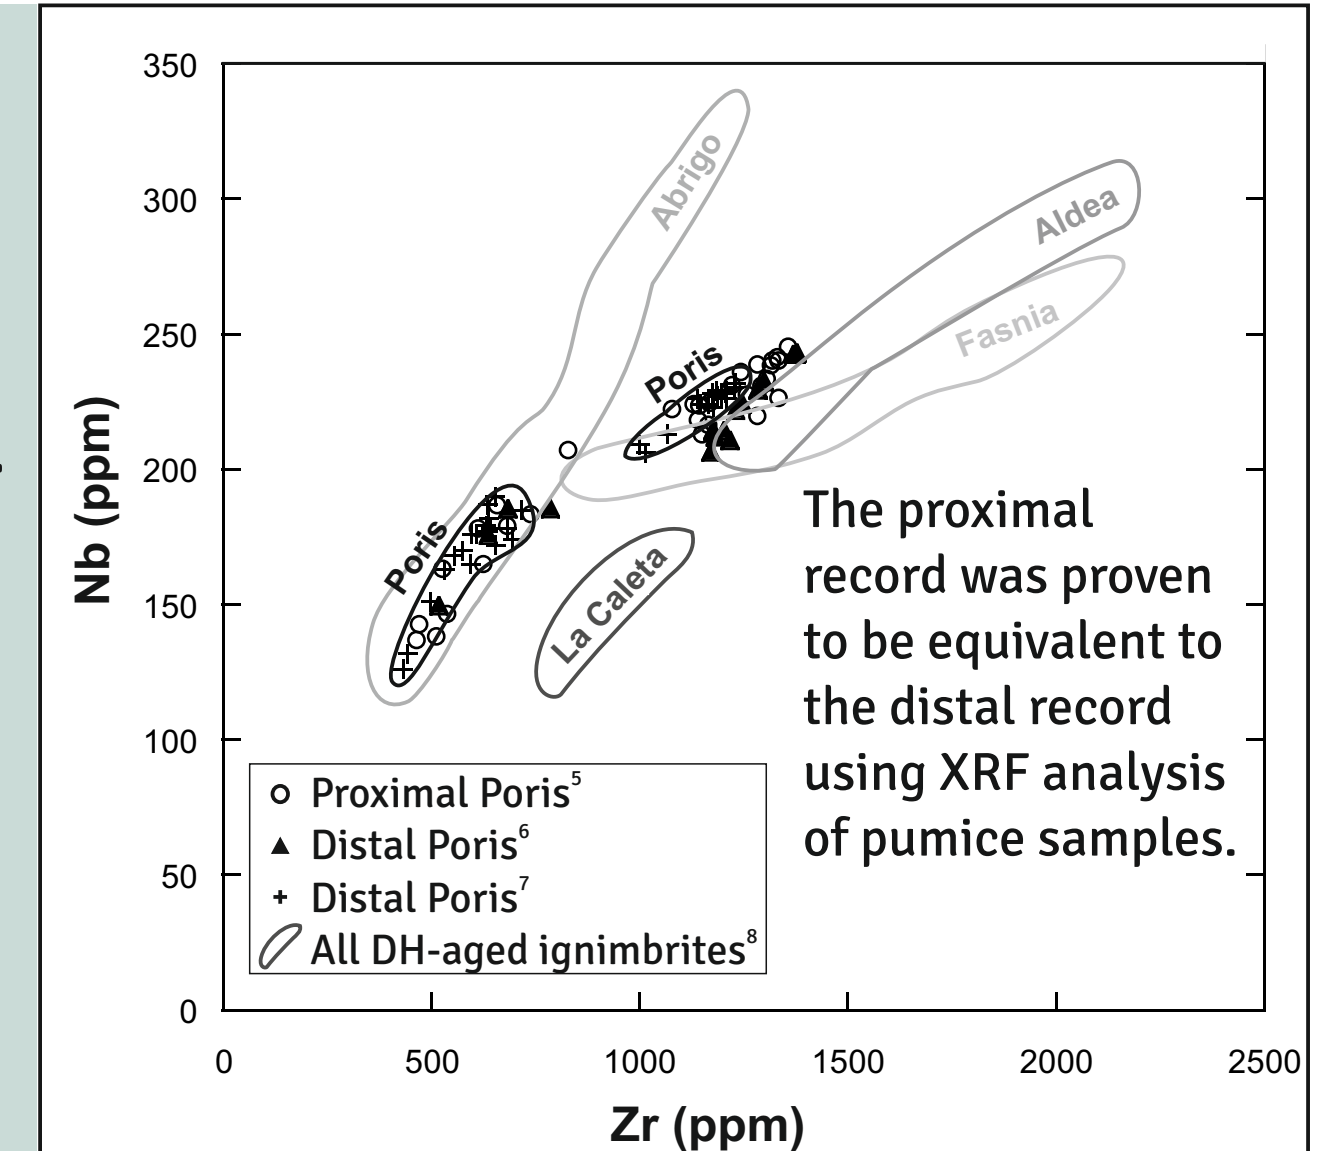 350
300
250
200
150
100
50
0
0 500 1000 1500 2000 2500
Nb (ppm)
Zr (ppm)
Abrigo
Aldea
Fasnia
Poris
Poris
La Caleta
The proximal
record was proven
to be equivalent to
the distal record
using XRF analysis
of pumice samples.
Proximal Poris⁵
Distal Poris⁶
Distal Poris⁷
All DH-aged ignimbrites⁸